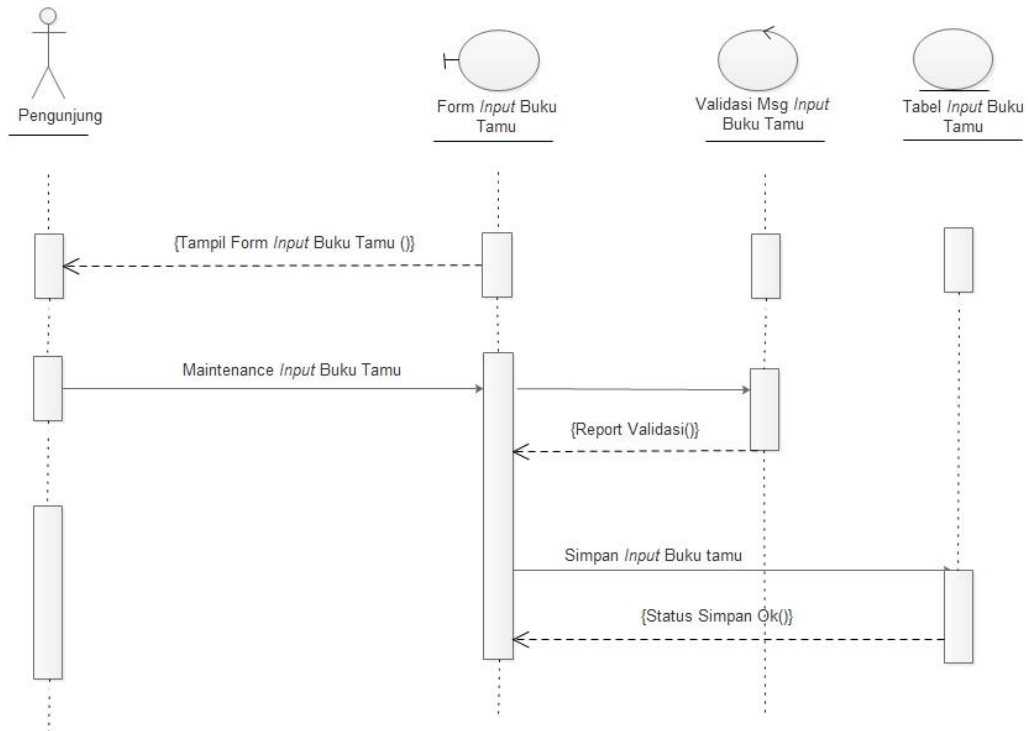 Pengunjung
Form Input Buku
Tamu
Validasi Msg Input
Buku Tamu
Tabel Input Buku
Tamu
{Tampil Form Input Buku Tamu ()}
Maintenance Input Buku Tamu
{Report Validasi()}
Simpan Input Buku tamu
{Status Simpan Ok()}